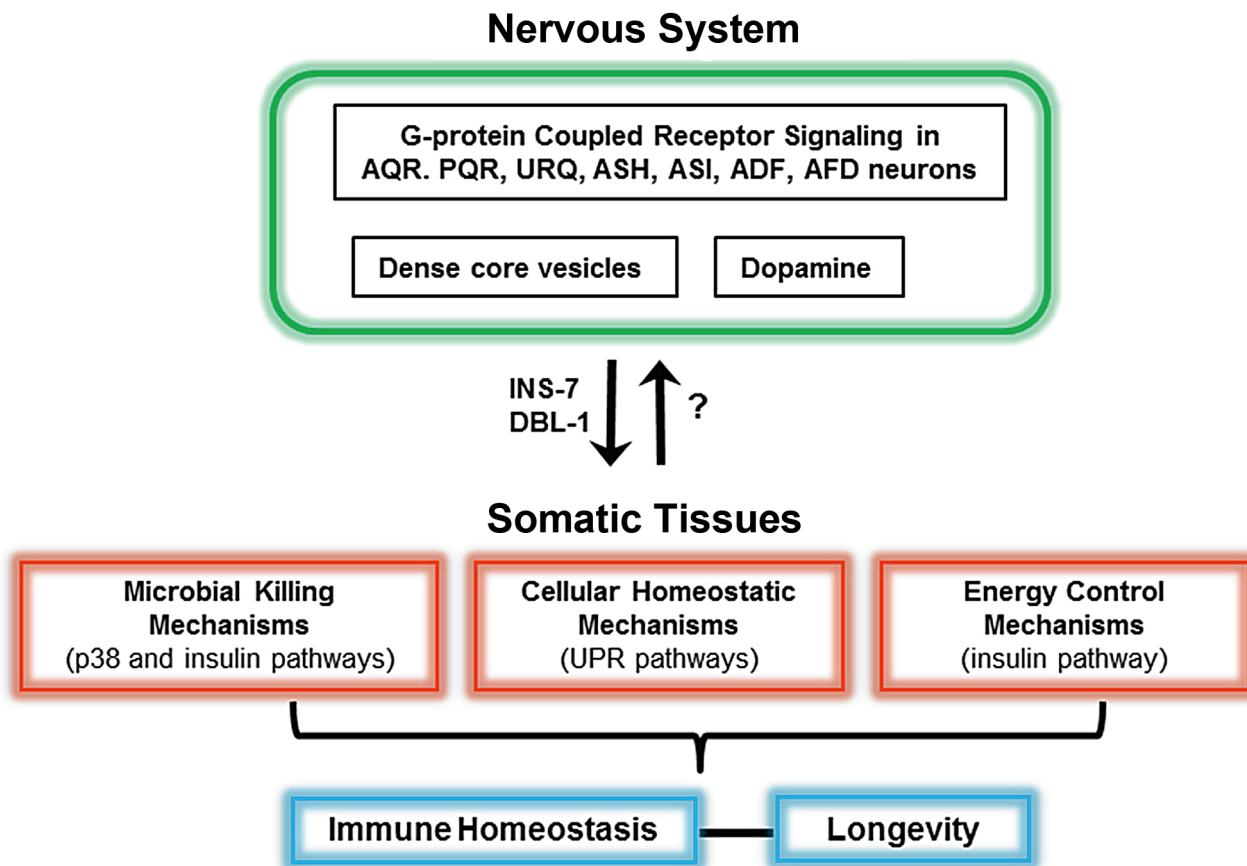 Nervous System
G-protein Coupled Receptor Signaling in
AQR. PQR, URQ, ASH, ASI, ADF, AFD neurons
Dense core vesicles
Dopamine
INS-7
DBL-1
?
Somatic Tissues
Microbial Killing
Mechanisms
(p38 and insulin pathways)
Cellular Homeostatic
Mechanisms
(UPR pathways)
Energy Control
Mechanisms
(insulin pathway)
Immune Homeostasis
Longevity